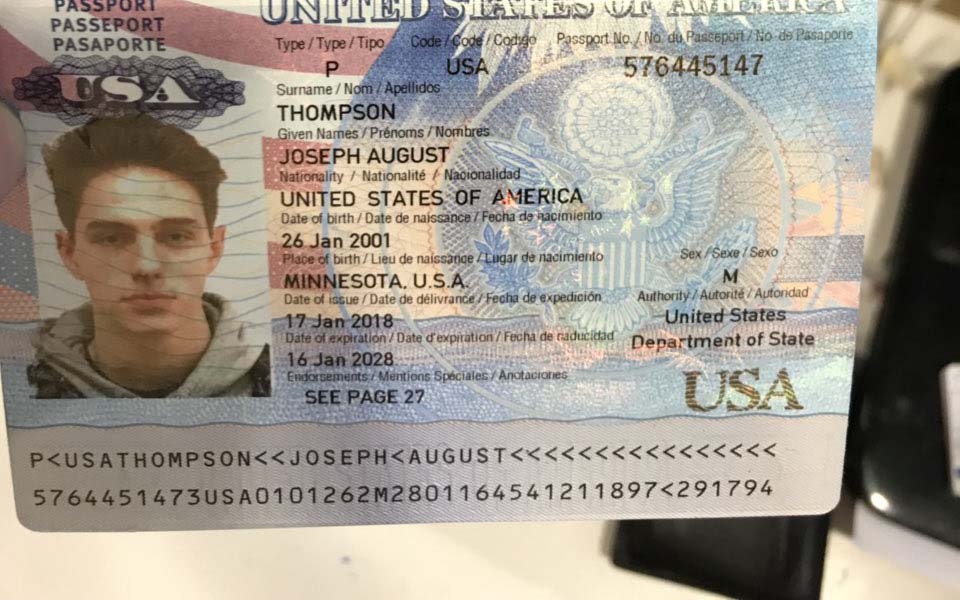 PASSPORT
PASSEPORT
PASAPORTE
UNITED STATES OF AMERICA
Type / Type / Tipo Code / Code / Codigo Passport No. / No. du Passeport / No. de Pasaporte
P USA 576445147
USA
Surname / Nom / Apellidos
THOMPSON
Given Names / Prénoms / Nombres
JOSEPH AUGUST
Nationality / Nationalité / Nacionalidad
UNITED STATES OF AMERICA
Date of birth / Date de naissance / Fecha de nacimiento
26 Jan 2001
Place of birth / Lieu de naissance / Lugar de nacimiento
MINNESOTA, U.S.A.
Sex / Sexe / Sexo
M
Date of issue / Date de délivrance / Fecha de expedición
17 Jan 2018
Authority / Autorité / Autoridad
United States
Department of State
Date of expiration / Date d'expiration / Fecha de caducidad
16 Jan 2028
Endorsements / Mentions Spéciales / Anotaciones
SEE PAGE 27
USA
P<USATHOMPSON<<JOSEPH<AUGUST<<<<<<<<<<<<<<<<
5764451473USA0101262M2801164541211897<291794